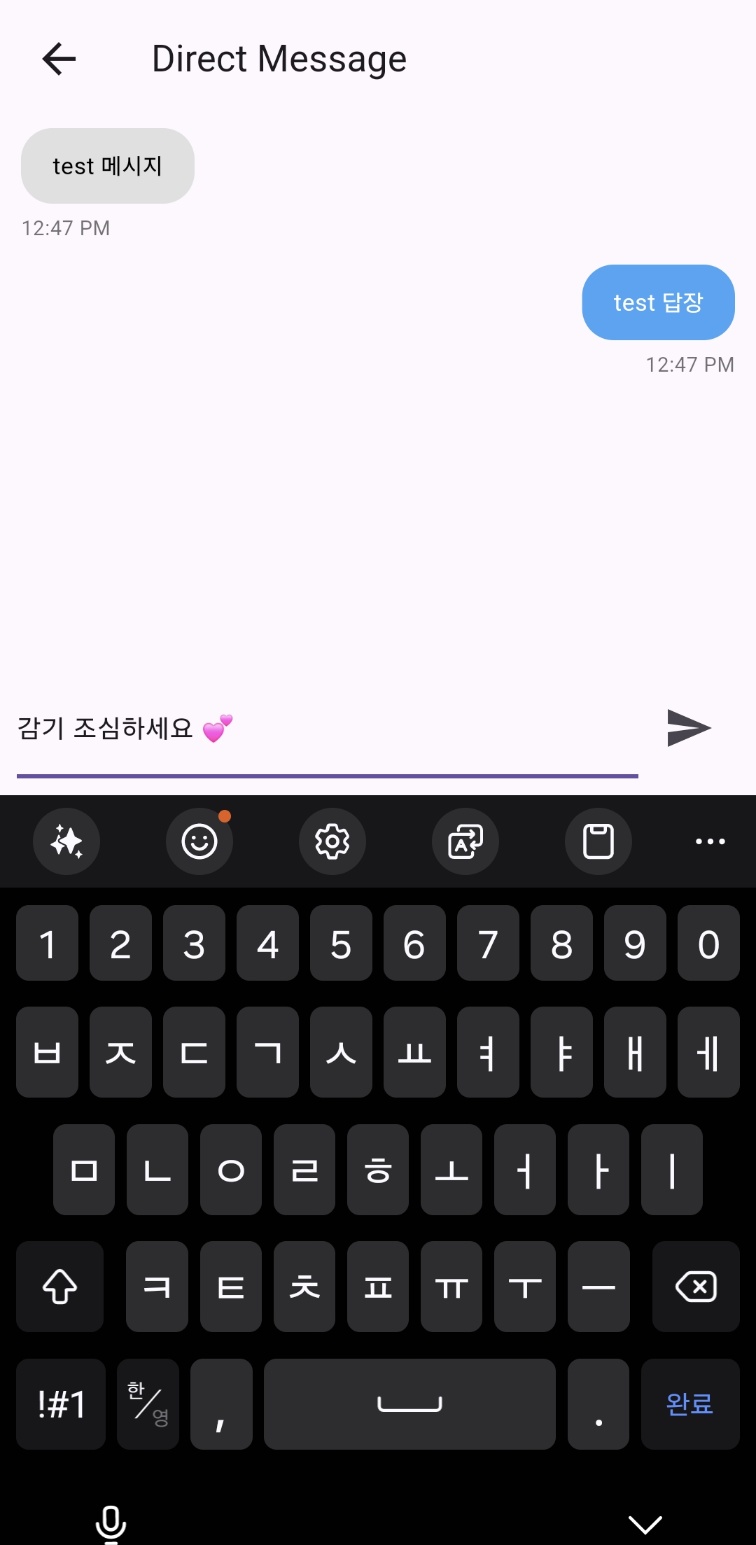 Direct Message
test 메시지
12:47 PM
test 답장
12:47 PM
감기 조심하세요 💕
1 2 3 4 5 6 7 8 9 0
ㅂ ㅈ ㄷ ㄱ ㅅ ㅛ ㅕ ㅑ ㅐ ㅔ
ㅁ ㄴ ㅇ ㄹ ㅎ ㅗ ㅓ ㅏ ㅣ
ㅋ ㅌ ㅊ ㅍ ㅠ ㅜ ㅡ
!#1 한/영 , . 완료